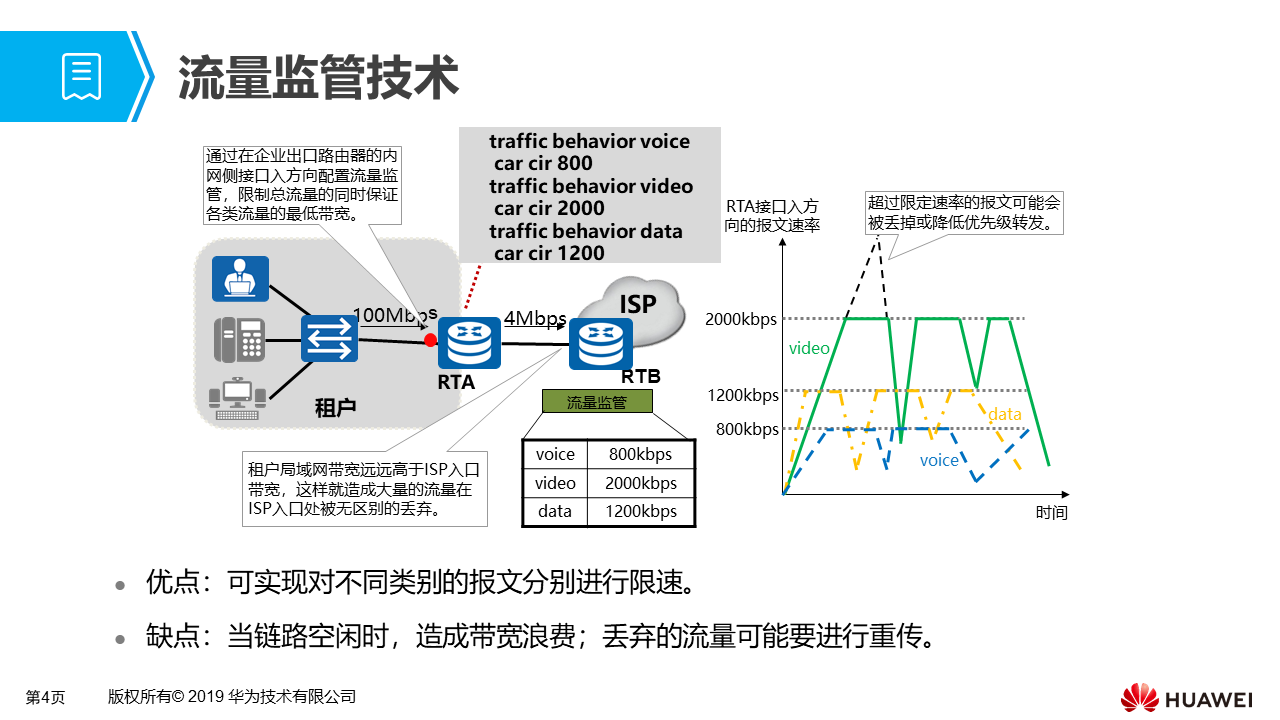 流量监管技术
通过在企业出口路由器的内
网侧接口入方向配置流量监
管，限制总流量的同时保证
各类流量的最低带宽。
traffic behavior voice
car cir 800
traffic behavior video
car cir 2000
traffic behavior data
car cir 1200
100Mbps
4Mbps
ISP
RTA
RTB
租户
流量监管
voice 800kbps
video 2000kbps
data 1200kbps
租户局域网带宽远远高于ISP入口
带宽，这样就造成大量的流量在
ISP入口处被无区别的丢弃。
RTA接口入方
向的报文速率
超过限定速率的报文可能会
被丢掉或降低优先级转发。
2000kbps
video
1200kbps
data
800kbps
voice
时间
优点：可实现对不同类别的报文分别进行限速。
缺点：当链路空闲时，造成带宽浪费；丢弃的流量可能要进行重传。
第4页
版权所有© 2019 华为技术有限公司
HUAWEI